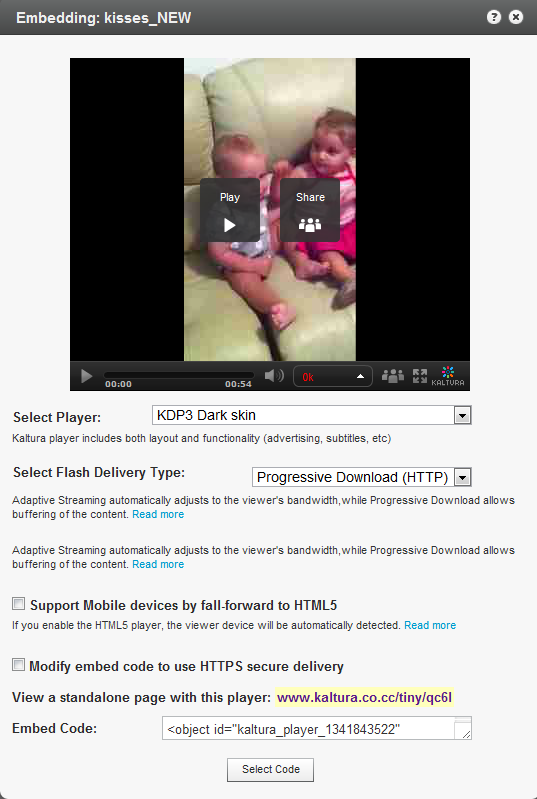 Embedding: kisses_NEW
Play
Share
00:00
00:54
0k
KALTURA
Select Player:
KDP3 Dark skin
Kaltura player includes both layout and functionality (advertising, subtitles, etc)
Select Flash Delivery Type:
Progressive Download (HTTP)
Adaptive Streaming automatically adjusts to the viewer's bandwidth,while Progressive Download allows
buffering of the content. Read more
Adaptive Streaming automatically adjusts to the viewer's bandwidth,while Progressive Download allows
buffering of the content. Read more
Support Mobile devices by fall-forward to HTML5
If you enable the HTML5 player, the viewer device will be automatically detected. Read more
Modify embed code to use HTTPS secure delivery
View a standalone page with this player: www.kaltura.co.cc/tiny/qc6l
Embed Code:
<object id="kaltura_player_1341843522"
Select Code